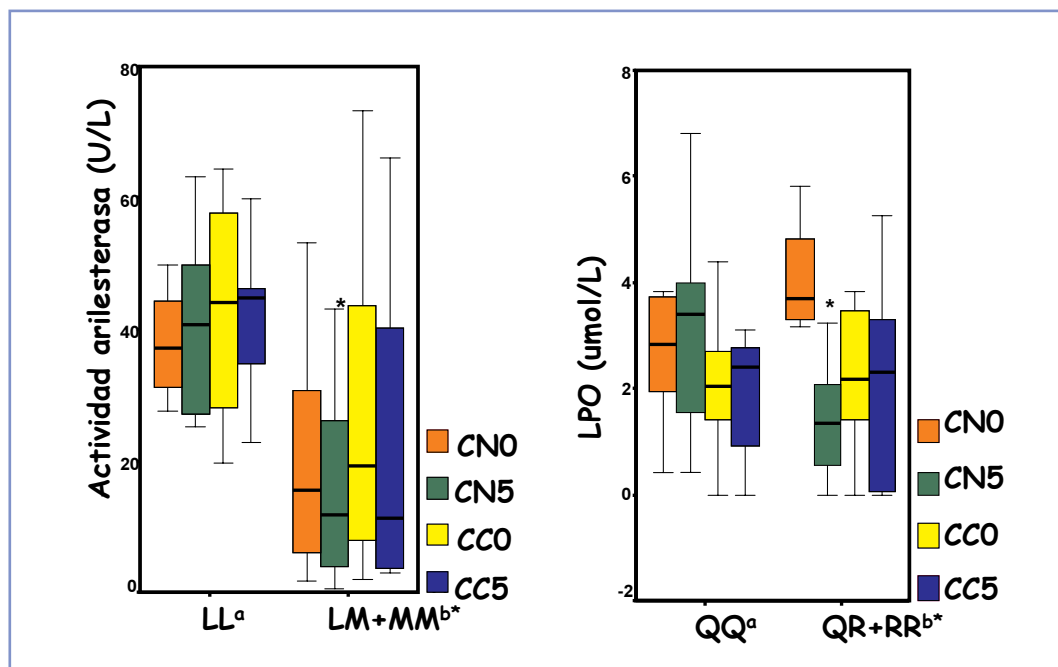 Actividad arilesterasa (U/L)
80
60
40
20
0
*
LLᵃ
LM+MMᵇ*
CN0
CN5
CC0
CC5
LPO (umol/L)
8
6
4
2
0
-2
*
QQᵃ
QR+RRᵇ*
CN0
CN5
CC0
CC5